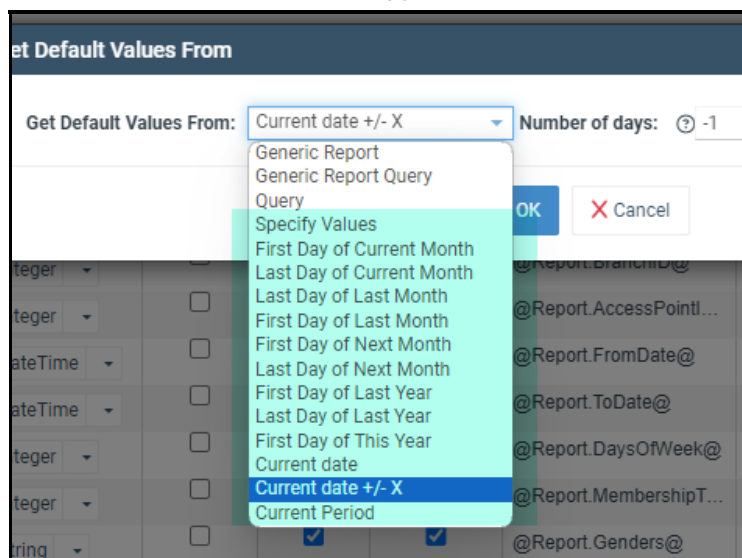 et Default Values From
Get Default Values From: Current date +/- X Number of days: ? -1
Generic Report
Generic Report Query
Query
Specify Values
First Day of Current Month
Last Day of Current Month
Last Day of Last Month
First Day of Last Month
First Day of Next Month
Last Day of Next Month
First Day of Last Year
Last Day of Last Year
First Day of This Year
Current date
Current date +/- X
Current Period
OK Cancel
teger @Report.BranchID@
teger @Report.AccessPointI...
ateTime @Report.FromDate@
ateTime @Report.ToDate@
teger @Report.DaysOfWeek@
teger @Report.MembershipT...
tring @Report.Genders@